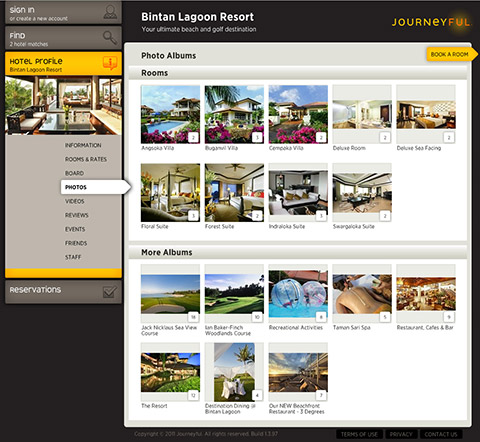 sign in
or create a new account
find
2 hotel matches
Hotel Profile
Bintan Lagoon Resort
INFORMATION
ROOMS & RATES
BOARD
PHOTOS
VIDEOS
REVIEWS
EVENTS
FRIENDS
STAFF
Reservations
Bintan Lagoon Resort
Your ultimate beach and golf destination
JOURNEYFUL
BOOK A ROOM
Photo Albums
Rooms
2
3
2
2
2
Angsoka Villa
Bugenvil Villa
Cempaka Villa
Deluxe Room
Deluxe Sea Facing
3
2
3
2
Floral Suite
Forest Suite
Indraloka Suite
Swargaloka Suite
More Albums
18
10
8
5
9
Jack Nicklaus Sea View
Course
Ian Baker-Finch
Woodlands Course
Recreational Activities
Taman Sari Spa
Restaurant, Cafes & Bar
12
4
7
The Resort
Destination Dining @
Bintan Lagoon
Our NEW Beachfront
Restaurant - 3 Degrees
Copyright © 2011 Journeyful. All rights reserved. Build 1.3.97
TERMS OF USE
PRIVACY
CONTACT US